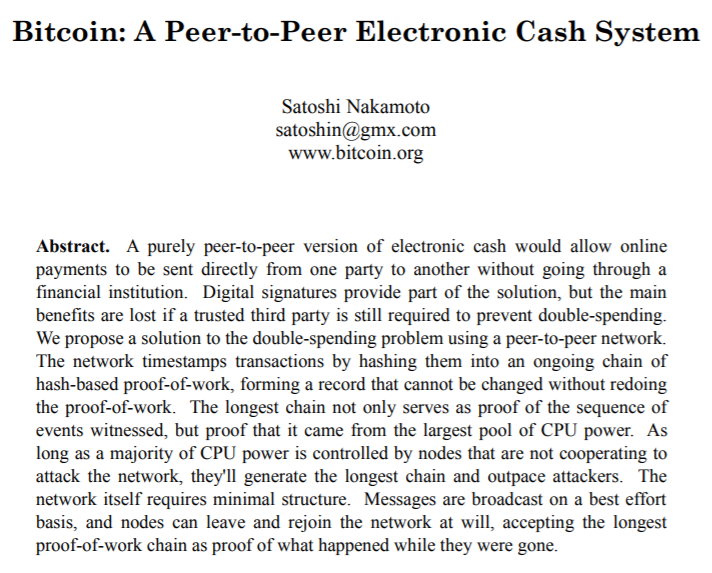 Bitcoin: A Peer-to-Peer Electronic Cash System
Satoshi Nakamoto
satoshin@gmx.com
www.bitcoin.org
Abstract. A purely peer-to-peer version of electronic cash would allow online
payments to be sent directly from one party to another without going through a
financial institution. Digital signatures provide part of the solution, but the main
benefits are lost if a trusted third party is still required to prevent double-spending.
We propose a solution to the double-spending problem using a peer-to-peer network.
The network timestamps transactions by hashing them into an ongoing chain of
hash-based proof-of-work, forming a record that cannot be changed without redoing
the proof-of-work. The longest chain not only serves as proof of the sequence of
events witnessed, but proof that it came from the largest pool of CPU power. As
long as a majority of CPU power is controlled by nodes that are not cooperating to
attack the network, they'll generate the longest chain and outpace attackers. The
network itself requires minimal structure. Messages are broadcast on a best effort
basis, and nodes can leave and rejoin the network at will, accepting the longest
proof-of-work chain as proof of what happened while they were gone.